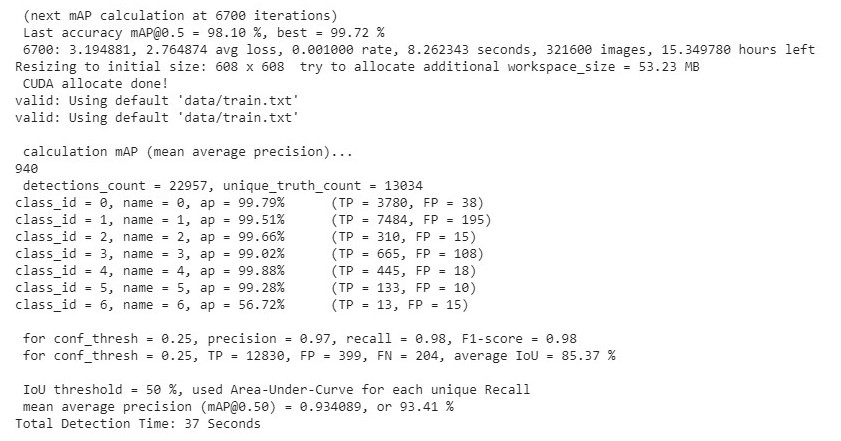 (next mAP calculation at 6700 iterations)
Last accuracy mAP@0.5 = 98.10 %, best = 99.72 %
6700: 3.194881, 2.764874 avg loss, 0.001000 rate, 8.262343 seconds, 321600 images, 15.349780 hours left
Resizing to initial size: 608 x 608  try to allocate additional workspace_size = 53.23 MB
CUDA allocate done!
valid: Using default 'data/train.txt'
valid: Using default 'data/train.txt'
calculation mAP (mean average precision)...
940
detections_count = 22957, unique_truth_count = 13034
class_id = 0, name = 0, ap = 99.79%      (TP = 3780, FP = 38)
class_id = 1, name = 1, ap = 99.51%      (TP = 7484, FP = 195)
class_id = 2, name = 2, ap = 99.66%      (TP = 310, FP = 15)
class_id = 3, name = 3, ap = 99.02%      (TP = 665, FP = 108)
class_id = 4, name = 4, ap = 99.88%      (TP = 445, FP = 18)
class_id = 5, name = 5, ap = 99.28%      (TP = 133, FP = 10)
class_id = 6, name = 6, ap = 56.72%      (TP = 13, FP = 15)
for conf_thresh = 0.25, precision = 0.97, recall = 0.98, F1-score = 0.98
for conf_thresh = 0.25, TP = 12830, FP = 399, FN = 204, average IoU = 85.37 %
IoU threshold = 50 %, used Area-Under-Curve for each unique Recall
mean average precision (mAP@0.50) = 0.934089, or 93.41 %
Total Detection Time: 37 Seconds